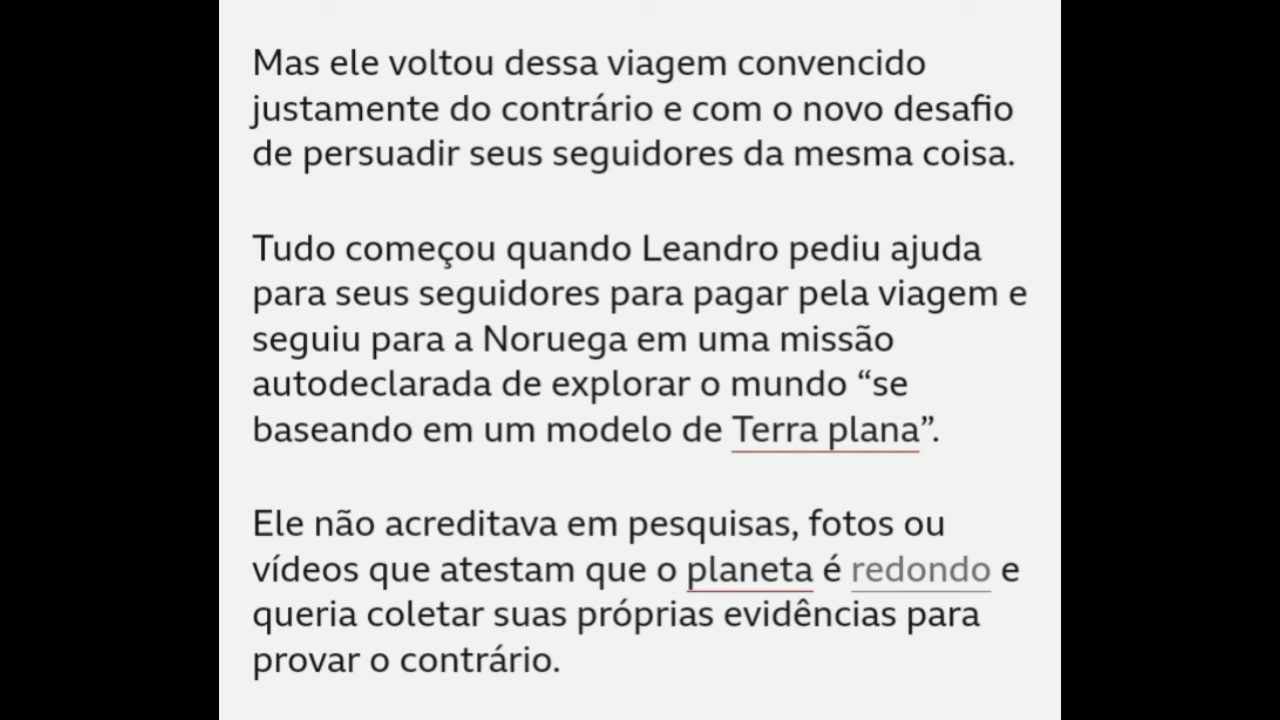 Mas ele voltou dessa viagem convencido
justamente do contrário e com o novo desafio
de persuadir seus seguidores da mesma coisa.
Tudo começou quando Leandro pediu ajuda
para seus seguidores para pagar pela viagem e
seguiu para a Noruega em uma missão
autodeclarada de explorar o mundo “se
baseando em um modelo de Terra plana”.
Ele não acreditava em pesquisas, fotos ou
vídeos que atestam que o planeta é redondo e
queria coletar suas próprias evidências para
provar o contrário.